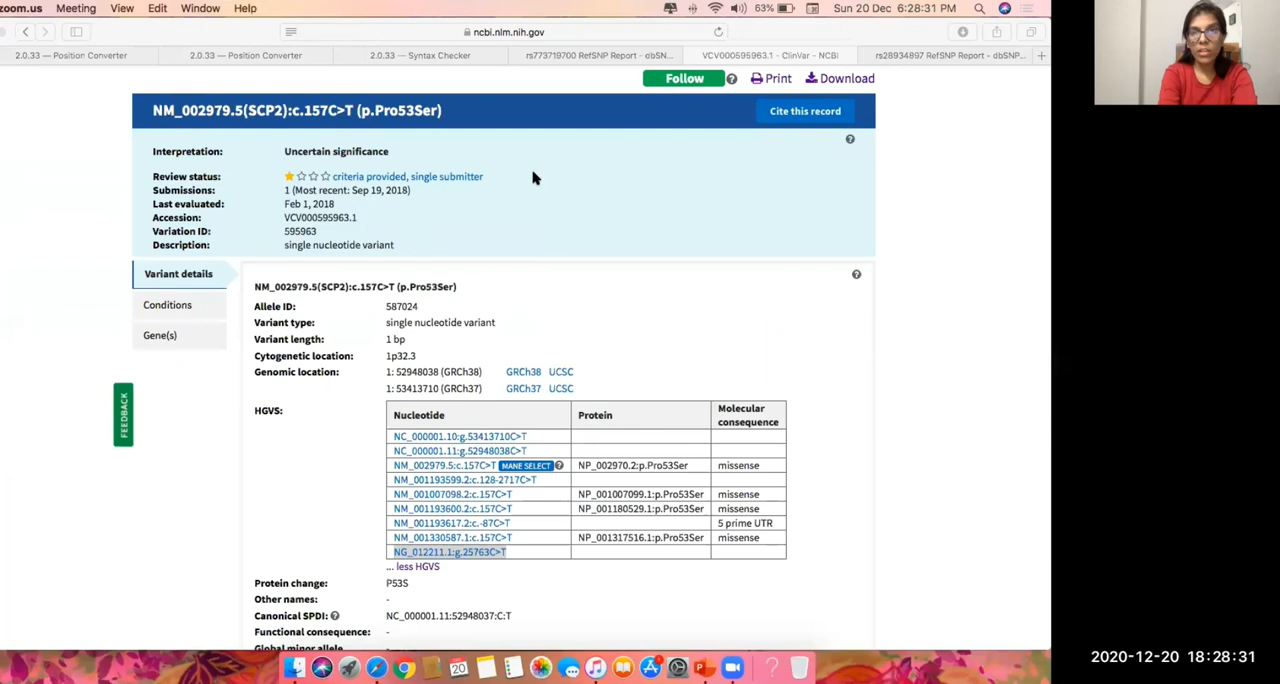 zoom.us Meeting View Edit Window Help 63% Sun 20 Dec 6:28:31 PM
ncbi.nlm.nih.gov
2.0.33 — Position Converter 2.0.33 — Position Converter 2.0.33 — Syntax Checker rs773719700 RefSNP Report - dbSN... VCV000595963.1 - ClinVar - NCBI rs28934897 RefSNP Report - dbSNP...
Follow Print Download
NM_002979.5(SCP2):c.157C>T (p.Pro53Ser) Cite this record
Interpretation: Uncertain significance
Review status: criteria provided, single submitter
Submissions: 1 (Most recent: Sep 19, 2018)
Last evaluated: Feb 1, 2018
Accession: VCV000595963.1
Variation ID: 595963
Description: single nucleotide variant
Variant details
Conditions
Gene(s)
FEEDBACK
NM_002979.5(SCP2):c.157C>T (p.Pro53Ser)
Allele ID: 587024
Variant type: single nucleotide variant
Variant length: 1 bp
Cytogenetic location: 1p32.3
Genomic location: 1: 52948038 (GRCh38) GRCh38 UCSC
1: 53413710 (GRCh37) GRCh37 UCSC
HGVS:
Nucleotide Protein Molecular consequence
NC_000001.10:g.53413710C>T
NC_000001.11:g.52948038C>T
NM_002979.5:c.157C>T MANE SELECT NP_002970.2:p.Pro53Ser missense
NM_001193599.2:c.128-2717C>T
NM_001007098.2:c.157C>T NP_001007099.1:p.Pro53Ser missense
NM_001193600.2:c.157C>T NP_001180529.1:p.Pro53Ser missense
NM_001193617.2:c.-87C>T 5 prime UTR
NM_001330587.1:c.157C>T NP_001317516.1:p.Pro53Ser missense
NG_012211.1:g.25763C>T
... less HGVS
Protein change: P53S
Other names: -
Canonical SPDI: NC_000001.11:52948037:C:T
Functional consequence: -
Global minor allele
20
2020-12-20 18:28:31